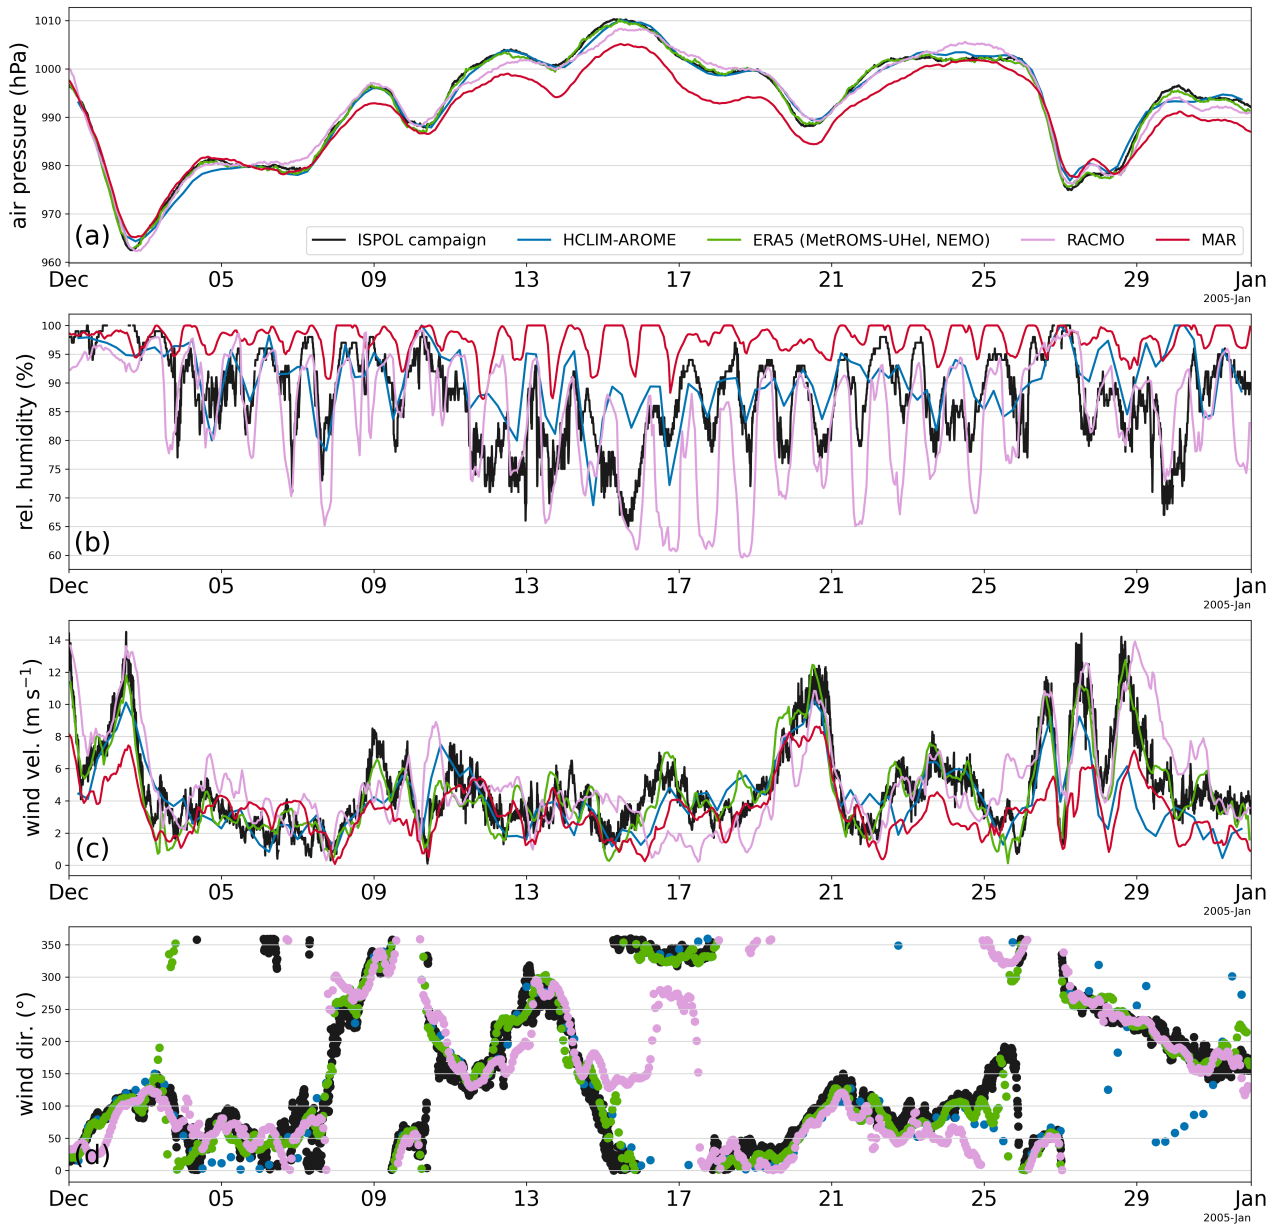 air pressure (hPa)
1010
1000
990
980
970
960
(a)
ISPOL campaign HCLIM-AROME ERA5 (MetROMS-UHel, NEMO) RACMO MAR
Dec 05 09 13 17 21 25 29 Jan
2005-Jan
rel. humidity (%)
100
95
90
85
80
75
70
65
60
(b)
Dec 05 09 13 17 21 25 29 Jan
2005-Jan
wind vel. (m s⁻¹)
14
12
10
8
6
4
2
0
(c)
Dec 05 09 13 17 21 25 29 Jan
2005-Jan
wind dir. (°)
350
300
250
200
150
100
50
0
(d)
Dec 05 09 13 17 21 25 29 Jan
2005-Jan